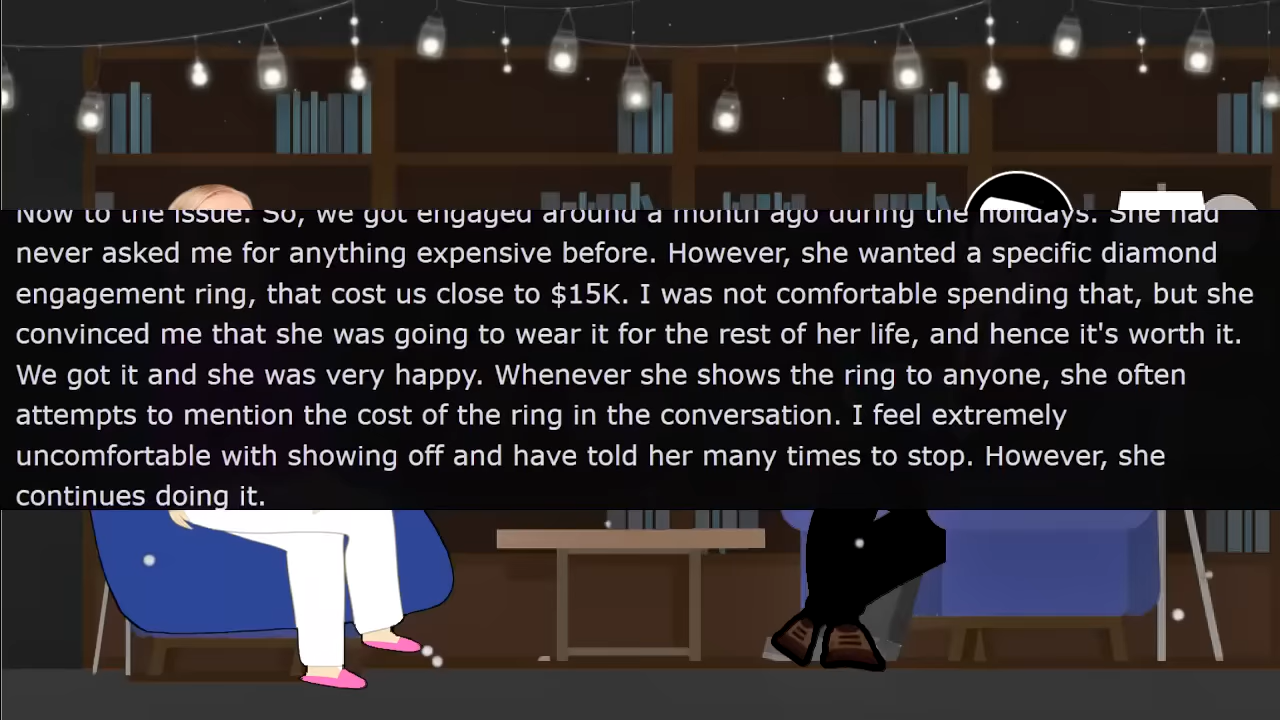 Now to the issue. So, we got engaged around a month ago during the holidays. She had
never asked me for anything expensive before. However, she wanted a specific diamond
engagement ring, that cost us close to $15K. I was not comfortable spending that, but she
convinced me that she was going to wear it for the rest of her life, and hence it's worth it.
We got it and she was very happy. Whenever she shows the ring to anyone, she often
attempts to mention the cost of the ring in the conversation. I feel extremely
uncomfortable with showing off and have told her many times to stop. However, she
continues doing it.